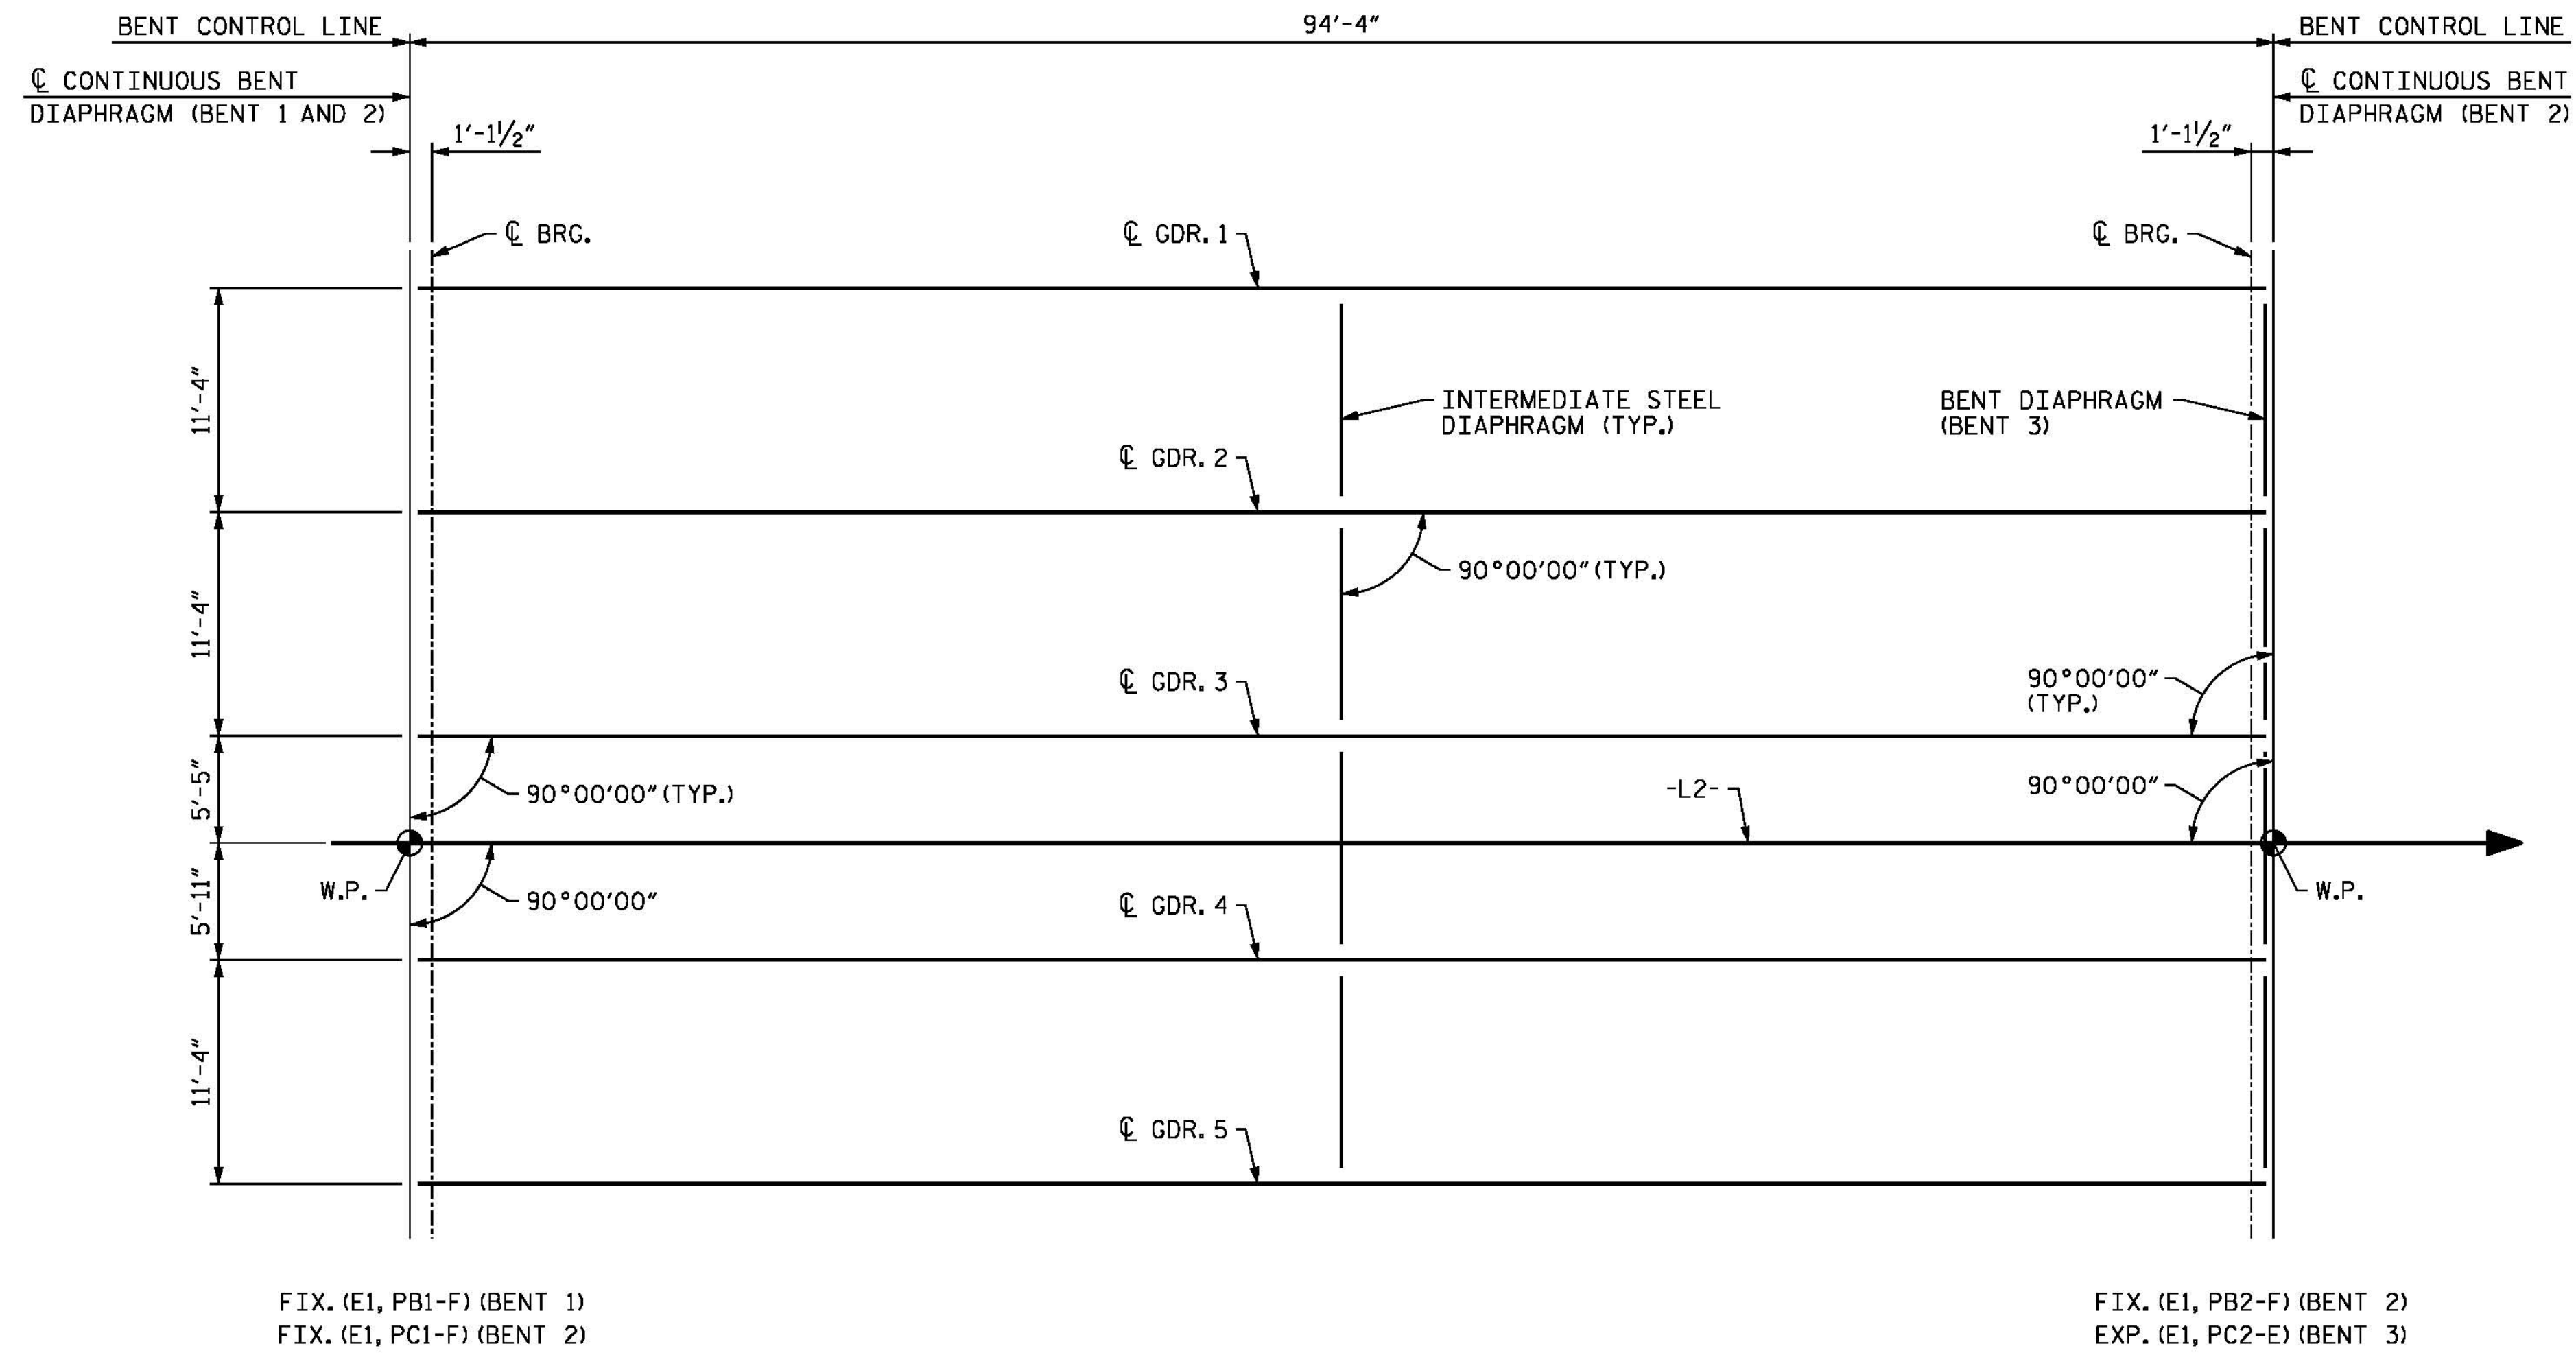 BENT CONTROL LINE
94'-4"
BENT CONTROL LINE
℄ CONTINUOUS BENT
DIAPHRAGM (BENT 1 AND 2)
℄ CONTINUOUS BENT
DIAPHRAGM (BENT 2)
1'-1½"
1'-1½"
℄ BRG.
℄ GDR. 1
℄ BRG.
11'-4"
INTERMEDIATE STEEL
DIAPHRAGM (TYP.)
BENT DIAPHRAGM
(BENT 3)
℄ GDR. 2
90°00'00" (TYP.)
11'-4"
℄ GDR. 3
90°00'00"
(TYP.)
5'-5"
90°00'00" (TYP.)
-L2-
90°00'00"
W.P.
5'-11"
90°00'00"
℄ GDR. 4
W.P.
11'-4"
℄ GDR. 5
FIX. (E1, PB1-F) (BENT 1)
FIX. (E1, PC1-F) (BENT 2)
FIX. (E1, PB2-F) (BENT 2)
EXP. (E1, PC2-E) (BENT 3)